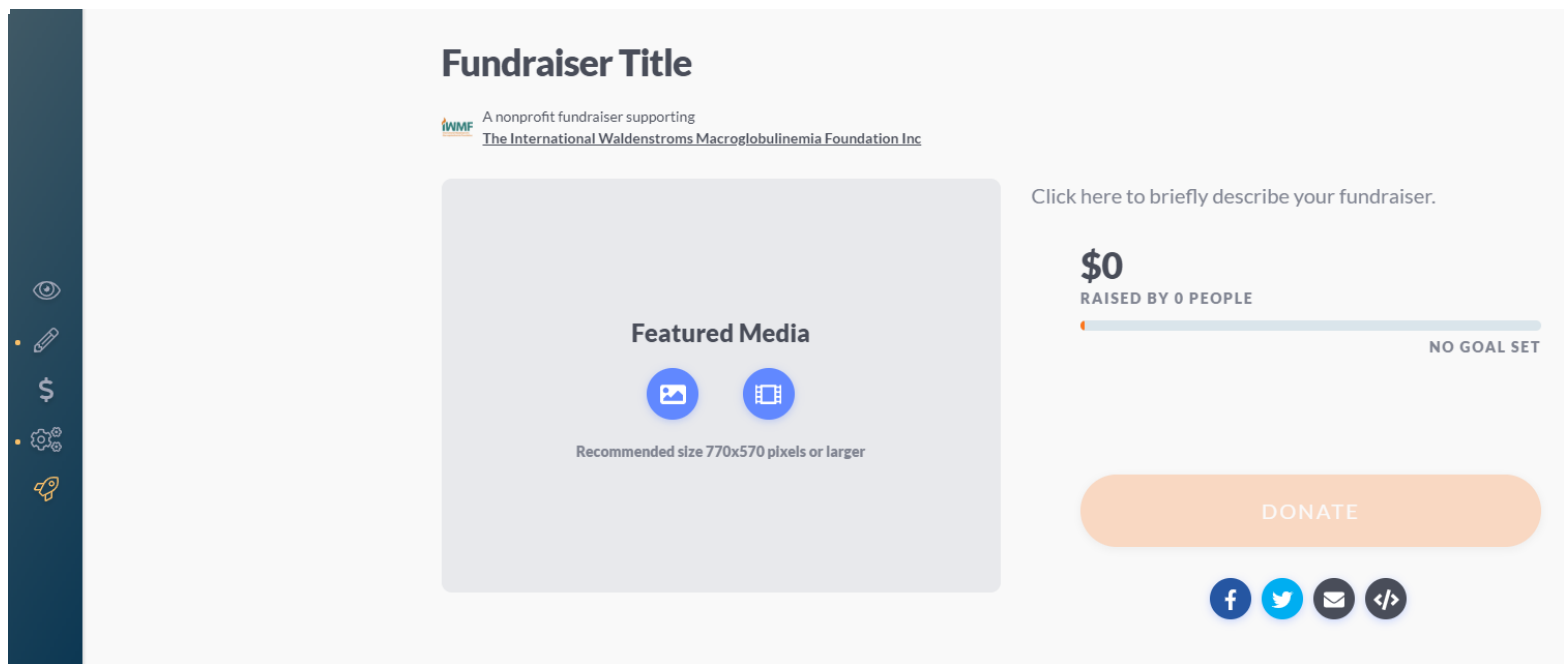 Fundraiser Title
IWMF
A nonprofit fundraiser supporting
The International Waldenstroms Macroglobulinemia Foundation Inc
Featured Media
Recommended size 770x570 pixels or larger
Click here to briefly describe your fundraiser.
$0
RAISED BY 0 PEOPLE
NO GOAL SET
DONATE